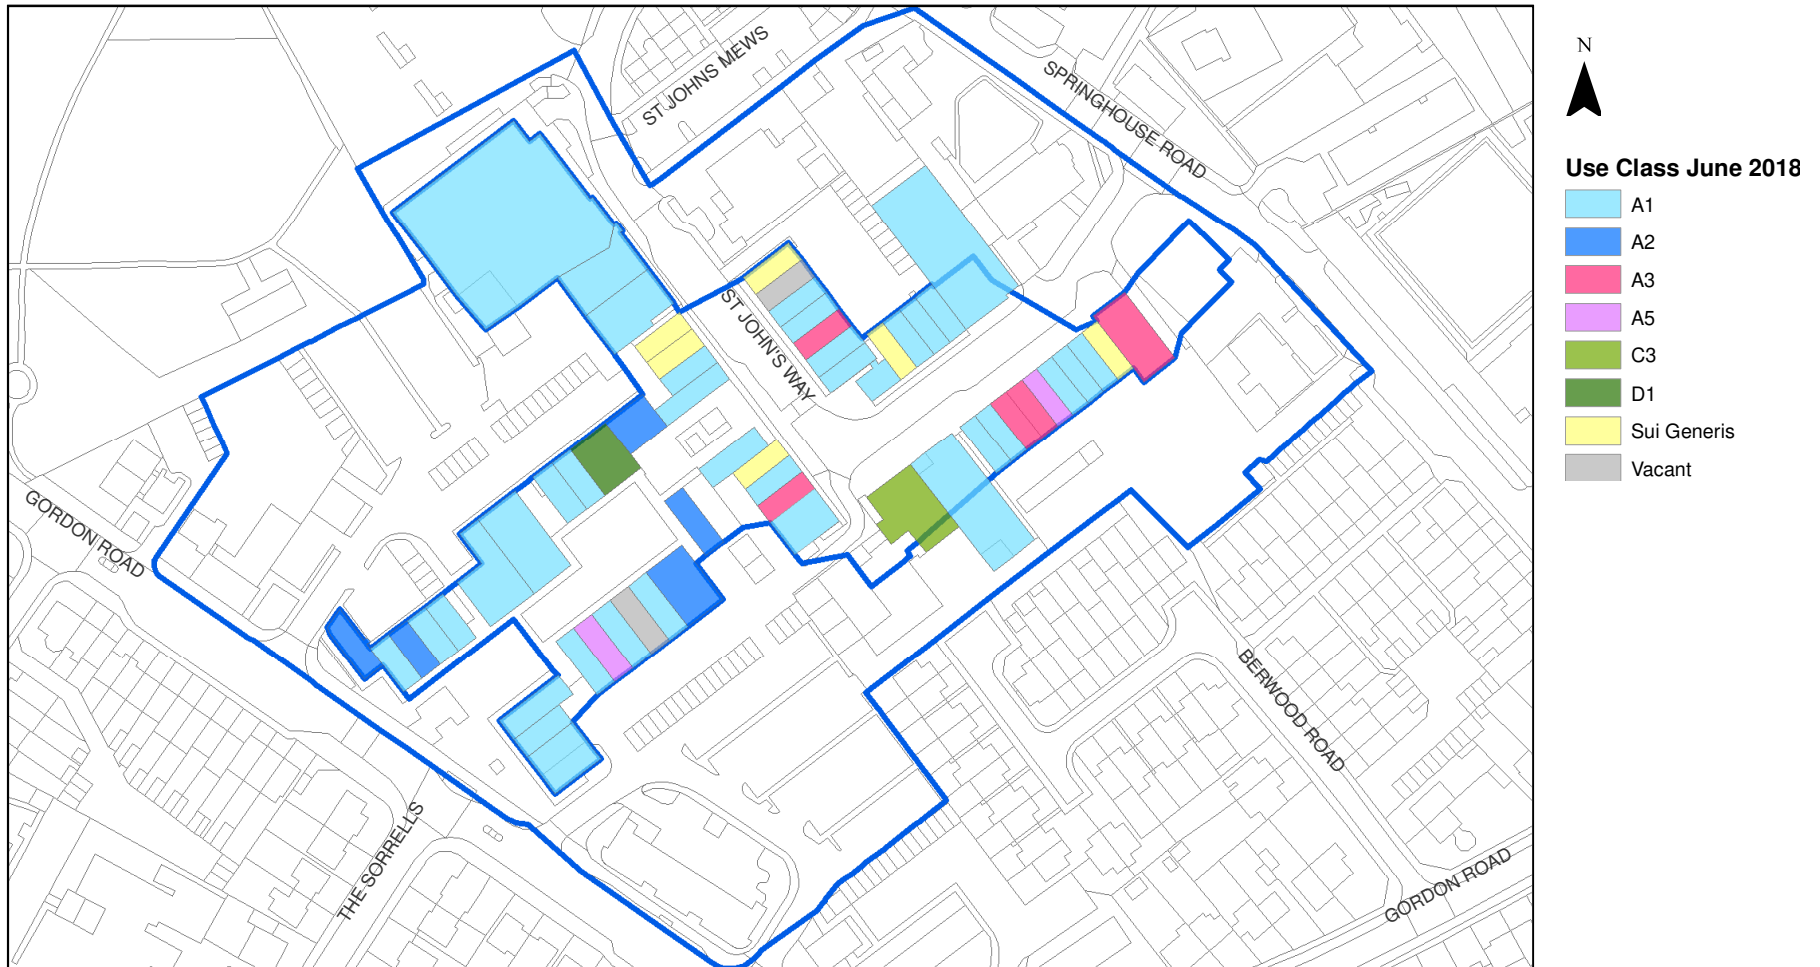 ST JOHNS MEWS
SPRINGHOUSE ROAD
ST JOHN'S WAY
GORDON ROAD
BERWOOD ROAD
THE SORRELLS
GORDON ROAD
N
Use Class June 2018
A1
A2
A3
A5
C3
D1
Sui Generis
Vacant